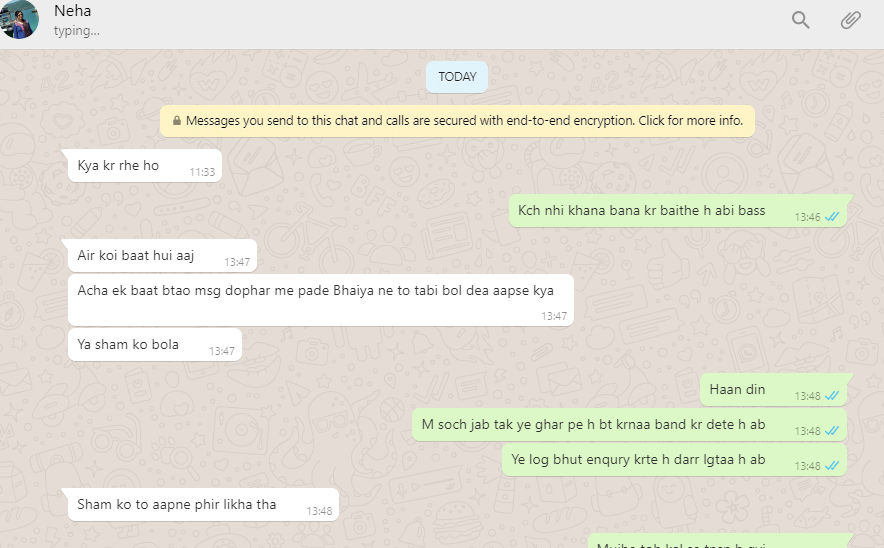 Neha
typing...
TODAY
Messages you send to this chat and calls are secured with end-to-end encryption. Click for more info.
Kya kr rhe ho
11:33
Kch nhi khana bana kr baithe h abi bass
13:46
Air koi baat hui aaj
13:47
Acha ek baat btao msg dophar me pade Bhaiya ne to tabi bol dea aapse kya
13:47
Ya sham ko bola
13:47
Haan din
13:48
M soch jab tak ye ghar pe h bt krnaa band kr dete h ab
13:48
Ye log bhut enqury krte h darr lgtaa h ab
13:48
Sham ko to aapne phir likha tha
13:48